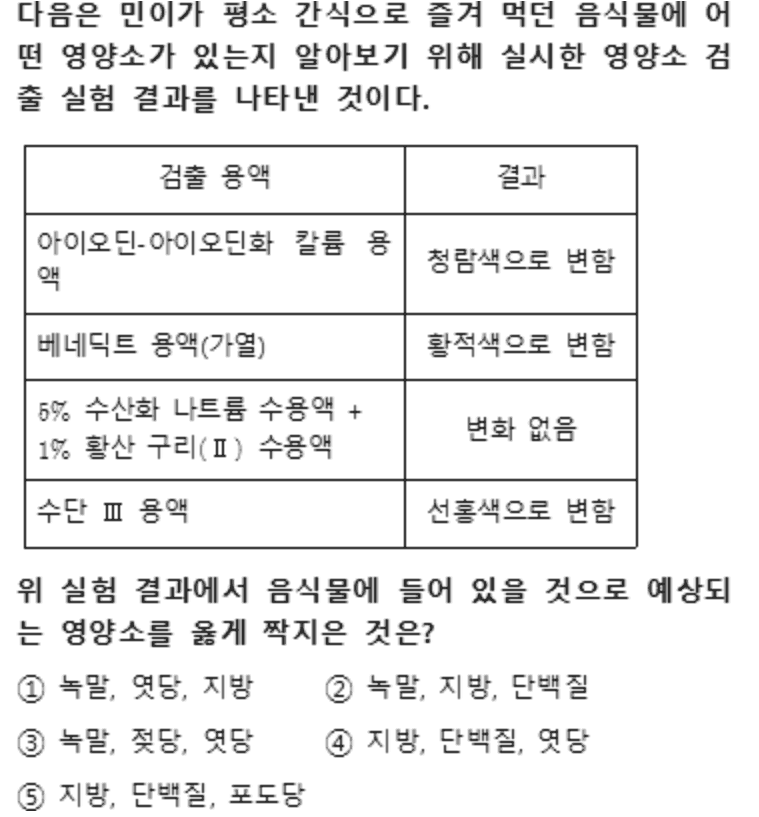 다음은 민이가 평소 간식으로 즐겨 먹던 음식물에 어
떤 영양소가 있는지 알아보기 위해 실시한 영양소 검
출 실험 결과를 나타낸 것이다.
검출 용액 결과
아이오딘-아이오딘화 칼륨 용
액
청람색으로 변함
베네딕트 용액(가열) 황적색으로 변함
5% 수산화 나트륨 수용액 +
1% 황산 구리(Ⅱ) 수용액
변화 없음
수단 Ⅲ 용액 선홍색으로 변함
위 실험 결과에서 음식물에 들어 있을 것으로 예상되
는 영양소를 옳게 짝지은 것은?
① 녹말, 엿당, 지방 ② 녹말, 지방, 단백질
③ 녹말, 젖당, 엿당 ④ 지방, 단백질, 엿당
⑤ 지방, 단백질, 포도당